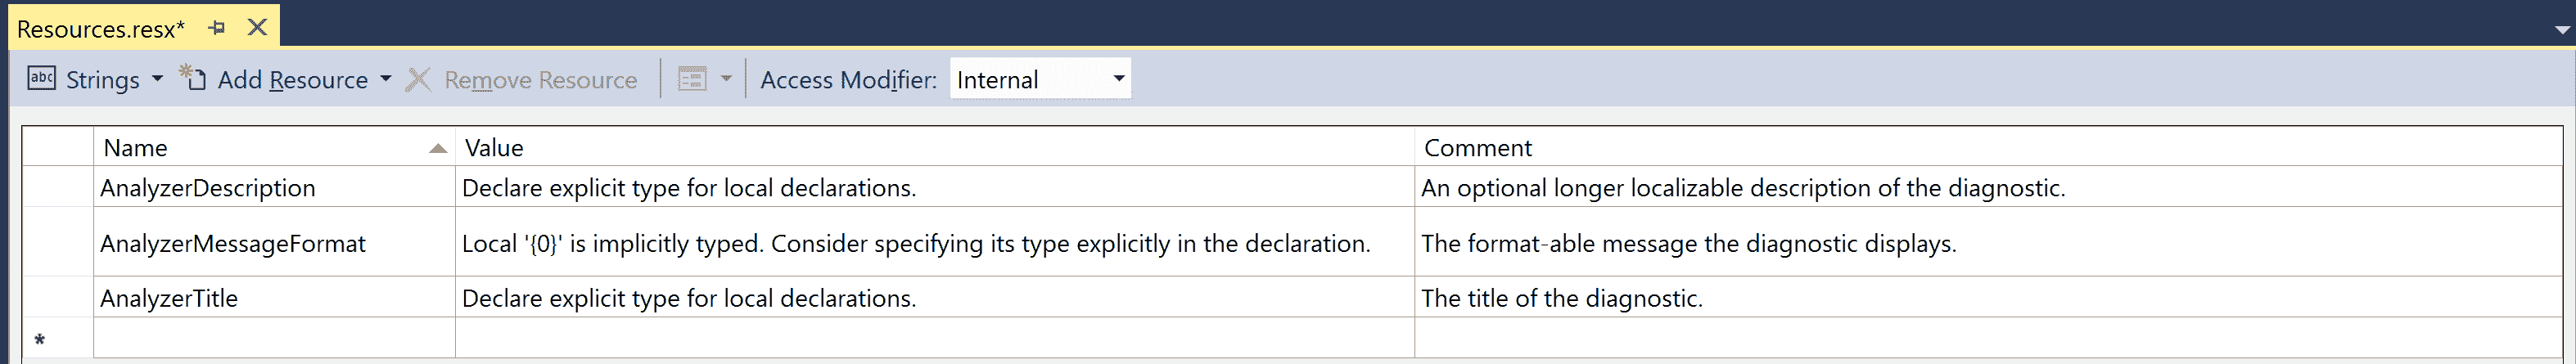 Resources.resx*
abc Strings Add Resource Remove Resource Access Modifier: Internal
Name Value Comment
AnalyzerDescription Declare explicit type for local declarations. An optional longer localizable description of the diagnostic.
AnalyzerMessageFormat Local '{0}' is implicitly typed. Consider specifying its type explicitly in the declaration. The format-able message the diagnostic displays.
AnalyzerTitle Declare explicit type for local declarations. The title of the diagnostic.
*